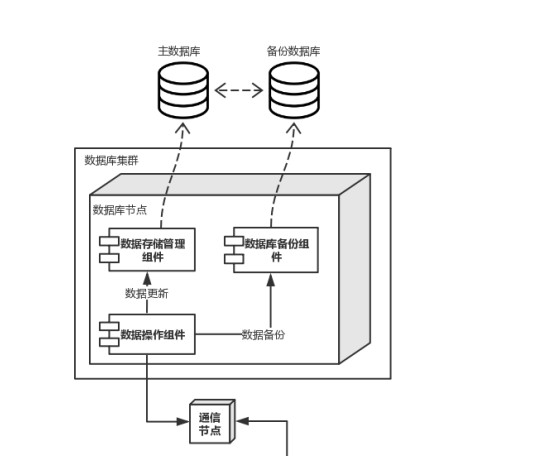 主数据库
备份数据库
数据库集群
数据库节点
数据存储管理
组件
数据库备份组
件
数据更新
数据操作组件
数据备份
通信
节点